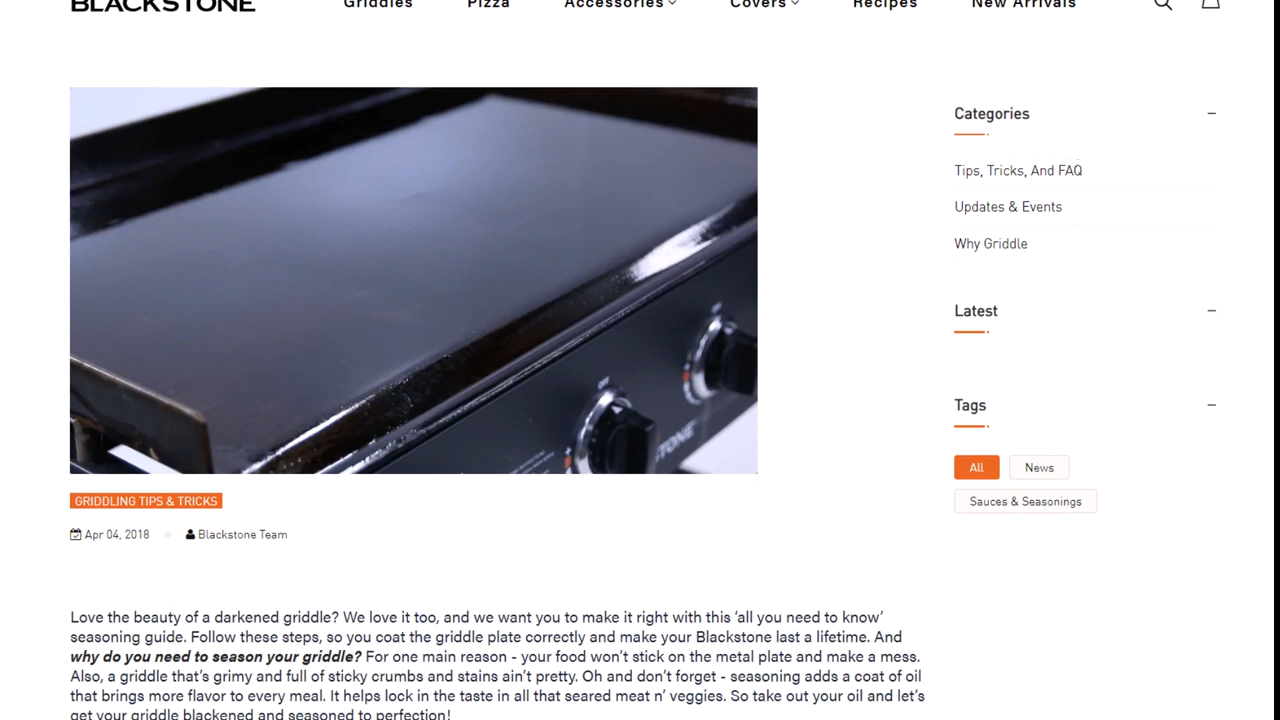 BLACKSTONE
Griddles Pizza Accessories Covers Recipes New Arrivals
Categories
Tips, Tricks, And FAQ
Updates & Events
Why Griddle
Latest
Tags
All News
Sauces & Seasonings
OFF
OFF
TONE
GRIDDLING TIPS & TRICKS
Apr 04, 2018 Blackstone Team
Love the beauty of a darkened griddle? We love it too, and we want you to make it right with this ‘all you need to know’
seasoning guide. Follow these steps, so you coat the griddle plate correctly and make your Blackstone last a lifetime. And
why do you need to season your griddle? For one main reason - your food won’t stick on the metal plate and make a mess.
Also, a griddle that’s grimy and full of sticky crumbs and stains ain’t pretty. Oh and don’t forget - seasoning adds a coat of oil
that brings more flavor to every meal. It helps lock in the taste in all that seared meat n’ veggies. So take out your oil and let’s
get your griddle blackened and seasoned to perfection!